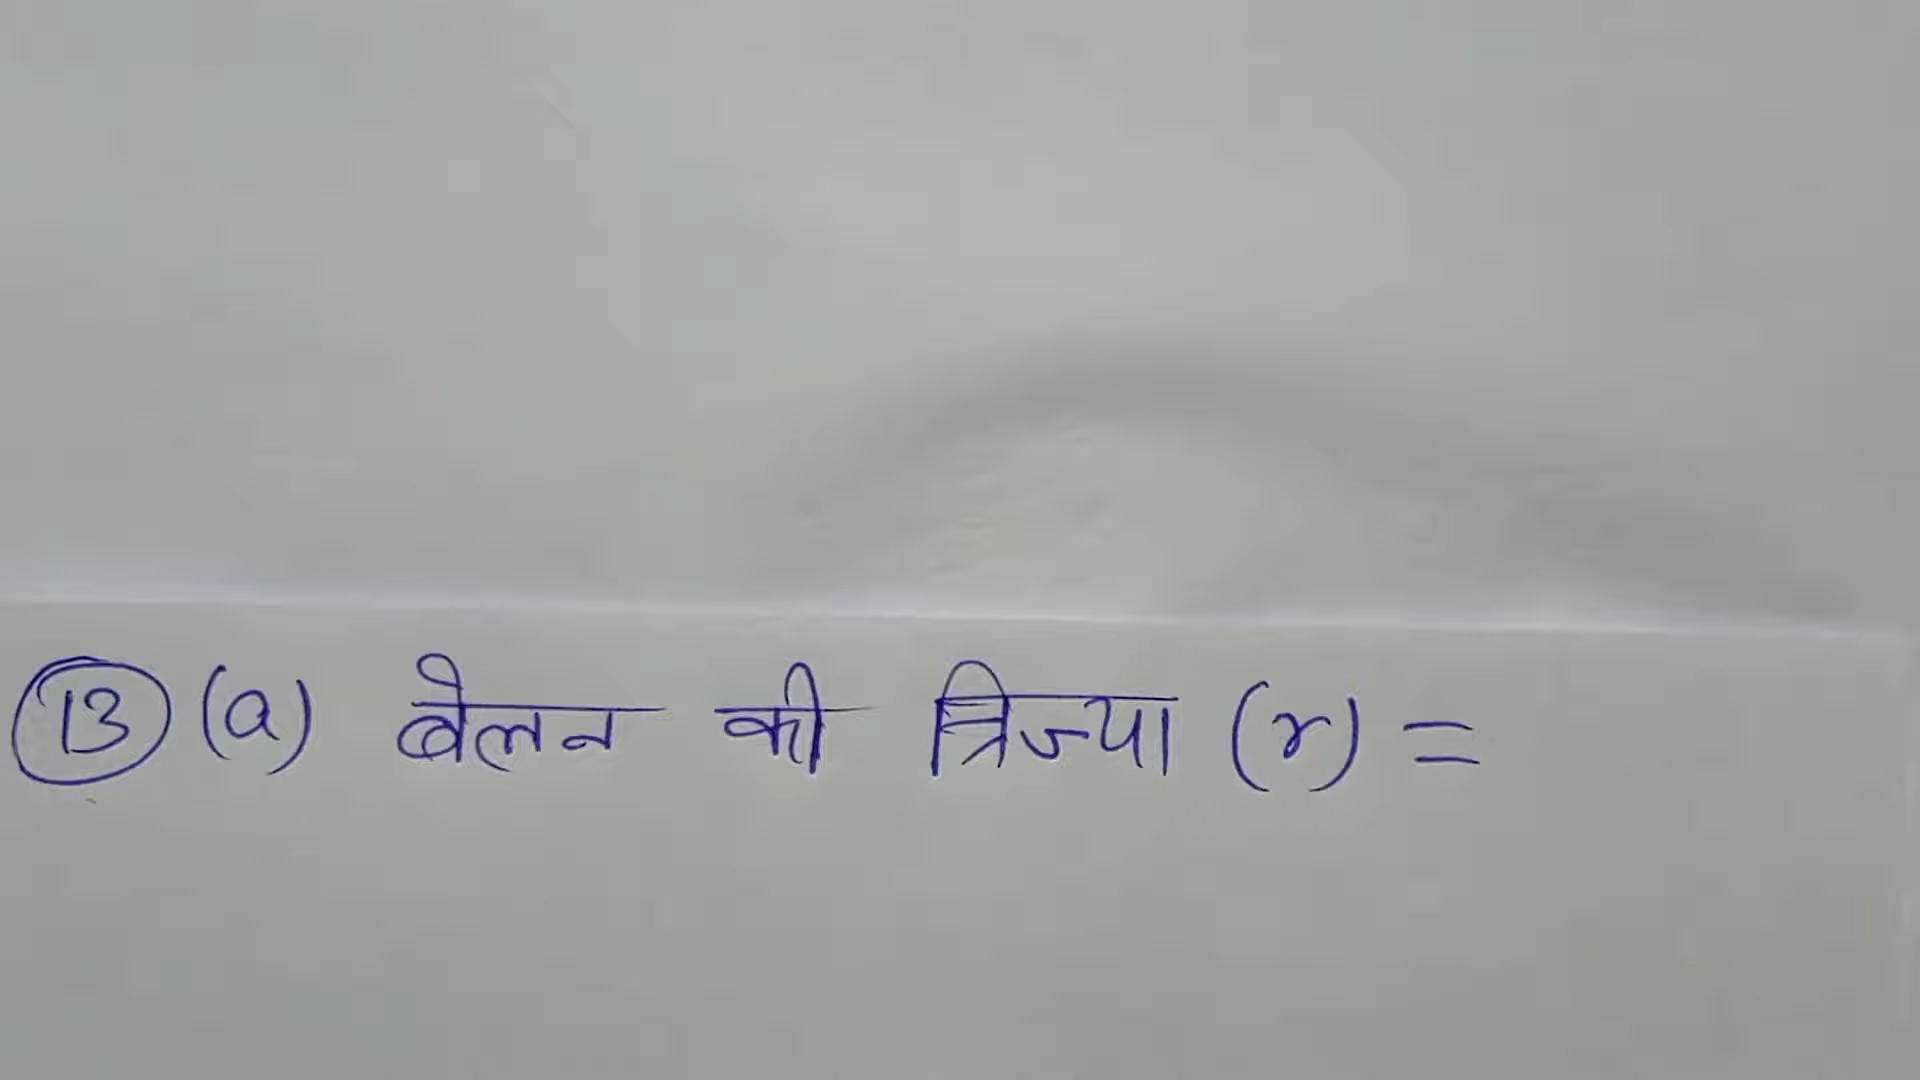 13 (a) बेलन की त्रिज्या (r) =